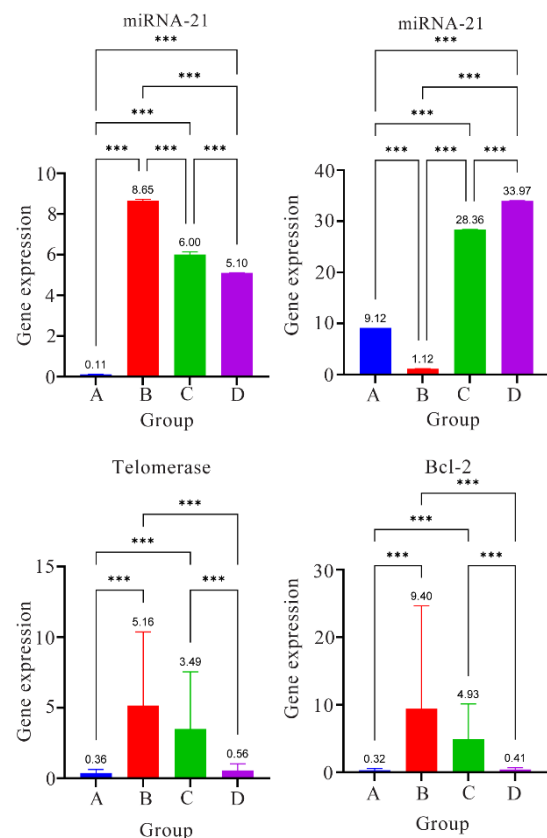 miRNA-21
***
***
***
*** *** ***
Gene expression
10
8
6
4
2
0
0.11
8.65
6.00
5.10
A B C D
Group
miRNA-21
***
***
***
*** *** ***
Gene expression
40
30
20
10
0
9.12
1.12
28.36
33.97
A B C D
Group
Telomerase
***
***
*** ***
Gene expression
15
10
5
0
0.36
5.16
3.49
0.56
A B C D
Group
Bcl-2
***
***
*** ***
Gene expression
30
20
10
0
0.32
9.40
4.93
0.41
A B C D
Group